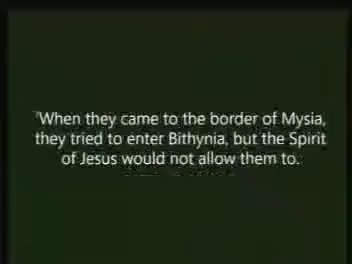 "When they came to the border of Mysia,
they tried to enter Bithynia, but the Spirit
of Jesus would not allow them to.